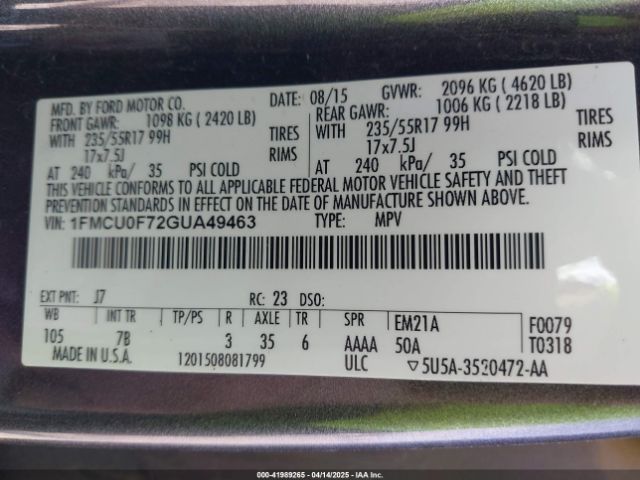 MFD. BY FORD MOTOR CO. DATE: 08/15 GVWR: 2096 KG ( 4620 LB)
FRONT GAWR: 1098 KG ( 2420 LB) REAR GAWR: 1006 KG ( 2218 LB)
WITH 235/55R17 99H TIRES WITH 235/55R17 99H TIRES
17x7.5J RIMS 17x7.5J RIMS
AT 240 kPa/ 35 PSI COLD AT 240 kPa/ 35 PSI COLD
THIS VEHICLE CONFORMS TO ALL APPLICABLE FEDERAL MOTOR VEHICLE SAFETY AND THEFT
PREVENTION STANDARDS IN EFFECT ON THE DATE OF MANUFACTURE SHOWN ABOVE.
VIN: 1FMCU0F72GUA49463 TYPE: MPV
EXT PNT: J7 RC: 23 DSO:
WB INT TR TP/PS R AXLE TR SPR EM21A F0079
105 7B 3 35 6 AAAA 50A T0318
MADE IN U.S.A. 1201508081799 ULC ▽5U5A-3520472-AA
000-41989265 - 04/14/2025 - IAA Inc.